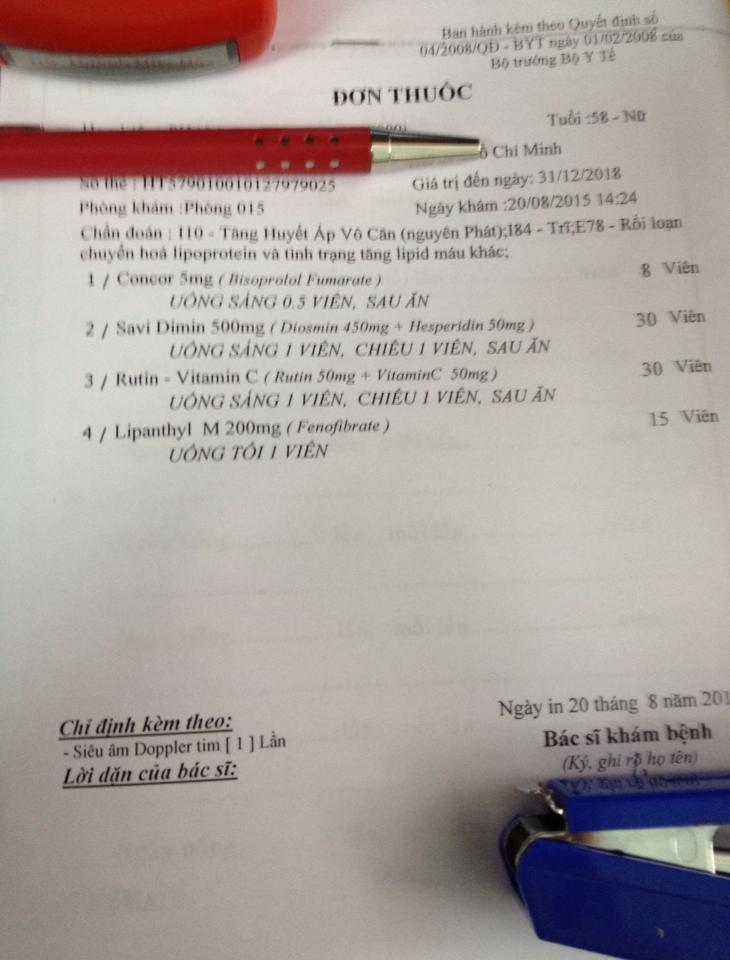 Ban hành kèm theo Quyết định số
04/2008/QĐ - BYT ngày 01/02/2008 của
Bộ trưởng Bộ Y Tế
ĐƠN THUỐC
Tuổi :58 - Nữ
Chí Minh
Số thẻ : HT579010010127979025 Giá trị đến ngày: 31/12/2018
Phòng khám :Phòng 015 Ngày khám :20/08/2015 14:24
Chẩn đoán : I10 - Tăng Huyết Áp Vô Căn (nguyên Phát);I84 - Trĩ;E78 - Rối loạn
chuyển hoá lipoprotein và tình trạng tăng lipid máu khác;
1 / Concor 5mg ( Bisoprolol Fumarate ) 8 Viên
UỐNG SÁNG 0.5 VIÊN, SAU ĂN
2 / Savi Dimin 500mg ( Diosmin 450mg + Hesperidin 50mg ) 30 Viên
UỐNG SÁNG 1 VIÊN, CHIỀU 1 VIÊN, SAU ĂN
3 / Rutin - Vitamin C ( Rutin 50mg + VitaminC 50mg ) 30 Viên
UỐNG SÁNG 1 VIÊN, CHIỀU 1 VIÊN, SAU ĂN
4 / Lipanthyl M 200mg ( Fenofibrate ) 15 Viên
UỐNG TỐI 1 VIÊN
Ngày in 20 tháng 8 năm 201
Chỉ định kèm theo:
- Siêu âm Doppler tim [ 1 ] Lần
Bác sĩ khám bệnh
Lời dặn của bác sĩ:
(Ký, ghi rõ họ tên)